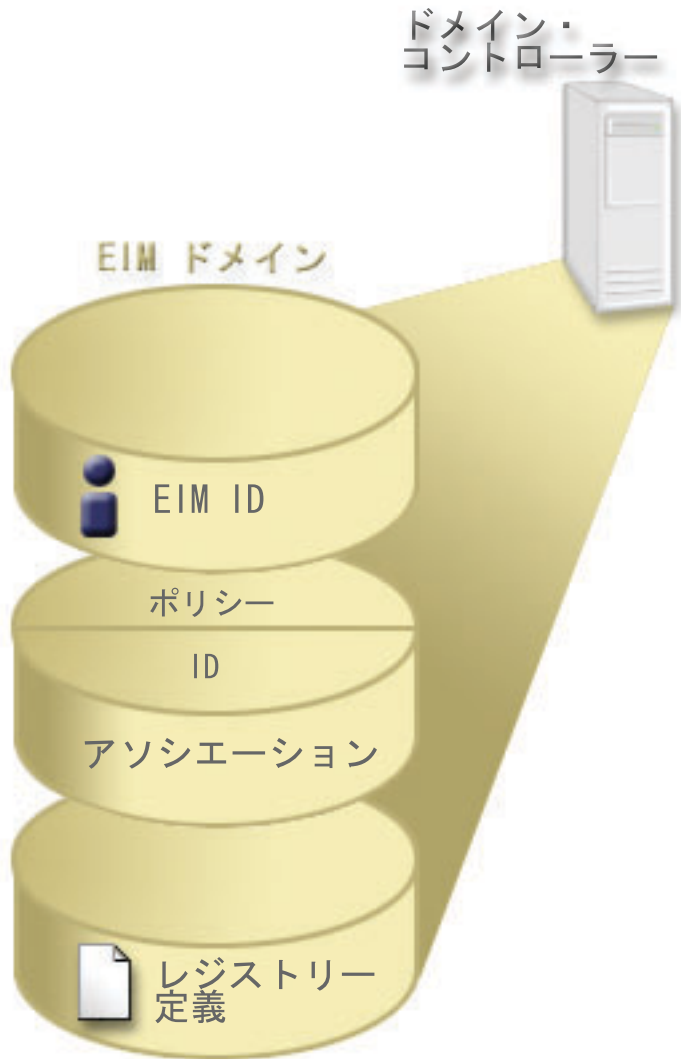 ドメイン・
コントローラー
EIM ドメイン
EIM ID
ポリシー
ID
アソシエーション
レジストリー
定義